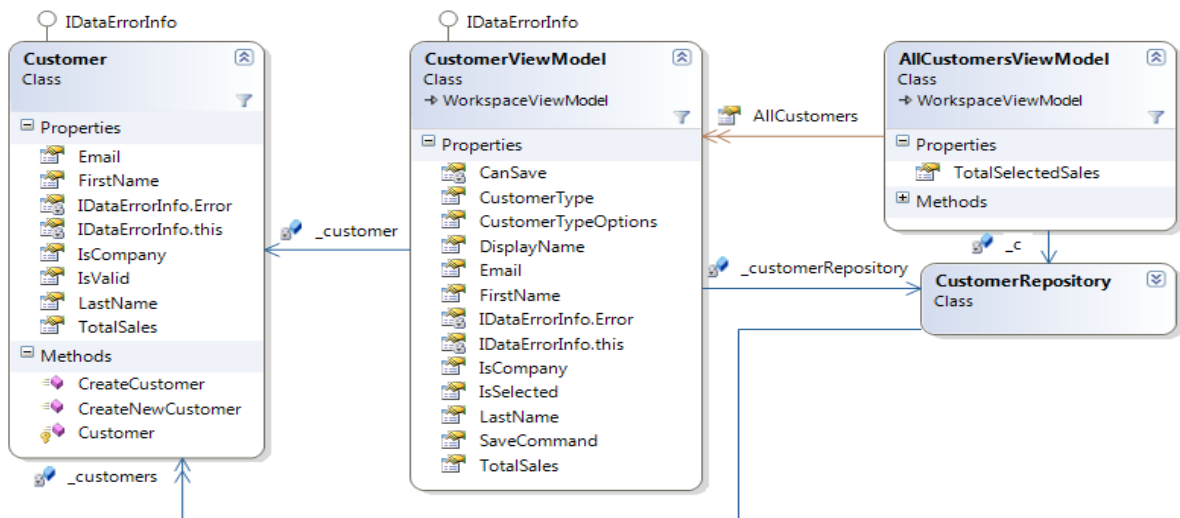 IDataErrorInfo
Customer
Class
Properties
Email
FirstName
IDataErrorInfo.Error
IDataErrorInfo.this
IsCompany
IsValid
LastName
TotalSales
Methods
CreateCustomer
CreateNewCustomer
Customer
_customers
_customer
IDataErrorInfo
CustomerViewModel
Class
WorkspaceViewModel
Properties
CanSave
CustomerType
CustomerTypeOptions
DisplayName
Email
FirstName
IDataErrorInfo.Error
IDataErrorInfo.this
IsCompany
IsSelected
LastName
SaveCommand
TotalSales
AllCustomers
_customerRepository
AllCustomersViewModel
Class
WorkspaceViewModel
Properties
TotalSelectedSales
Methods
_c
CustomerRepository
Class